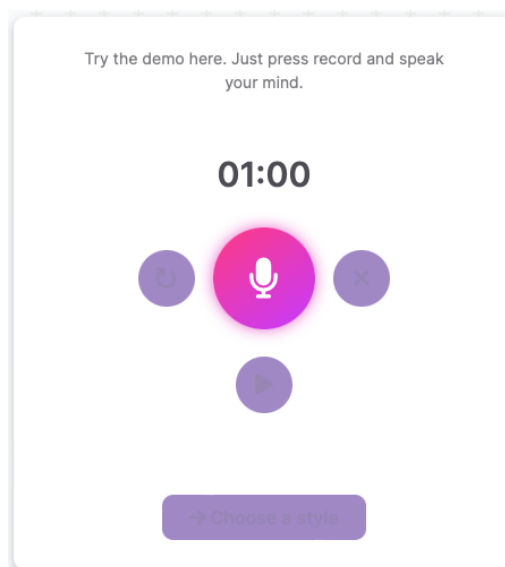 Try the demo here. Just press record and speak
your mind.
01:00
→ Choose a style